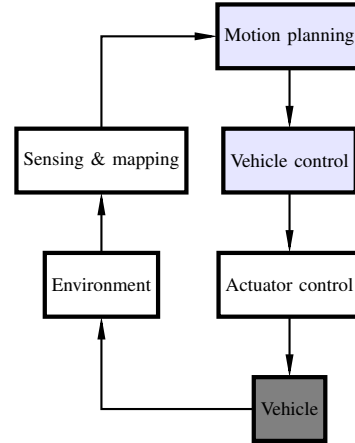 Motion planning
Sensing & mapping
Vehicle control
Environment
Actuator control
Vehicle